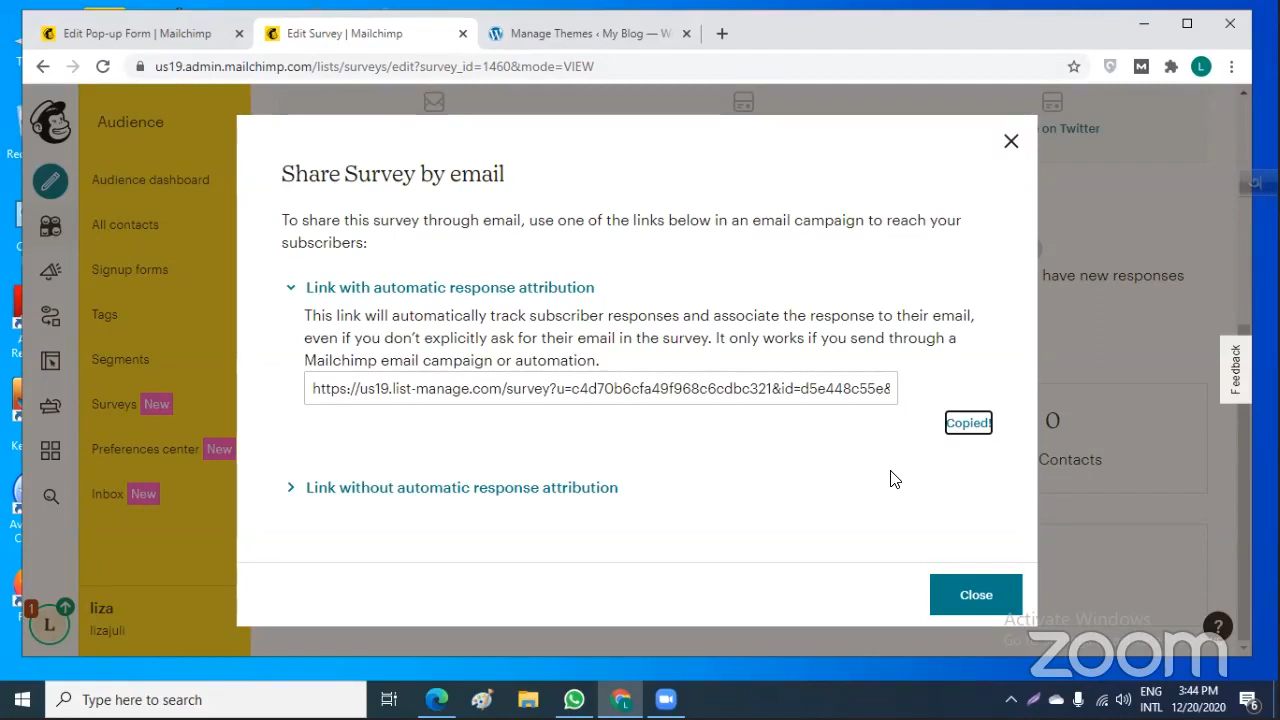 Edit Pop-up Form | Mailchimp
Edit Survey | Mailchimp
Manage Themes ‹ My Blog — W
us19.admin.mailchimp.com/lists/surveys/edit?survey_id=1460&mode=VIEW
L
Audience
Audience dashboard
All contacts
Signup forms
Tags
Segments
Surveys New
Preferences center New
Inbox New
1
L
liza
lizajuli
on Twitter
have new responses
0
Contacts
Feedback
Share Survey by email
To share this survey through email, use one of the links below in an email campaign to reach your
subscribers:
Link with automatic response attribution
This link will automatically track subscriber responses and associate the response to their email,
even if you don't explicitly ask for their email in the survey. It only works if you send through a
Mailchimp email campaign or automation.
https://us19.list-manage.com/survey?u=c4d70b6cfa49f968c6cdbc321&id=d5e448c55e&
Copied!
Link without automatic response attribution
Close
Activate Windows
?
zoom
Type here to search
ENG
INTL
3:44 PM
12/20/2020
6